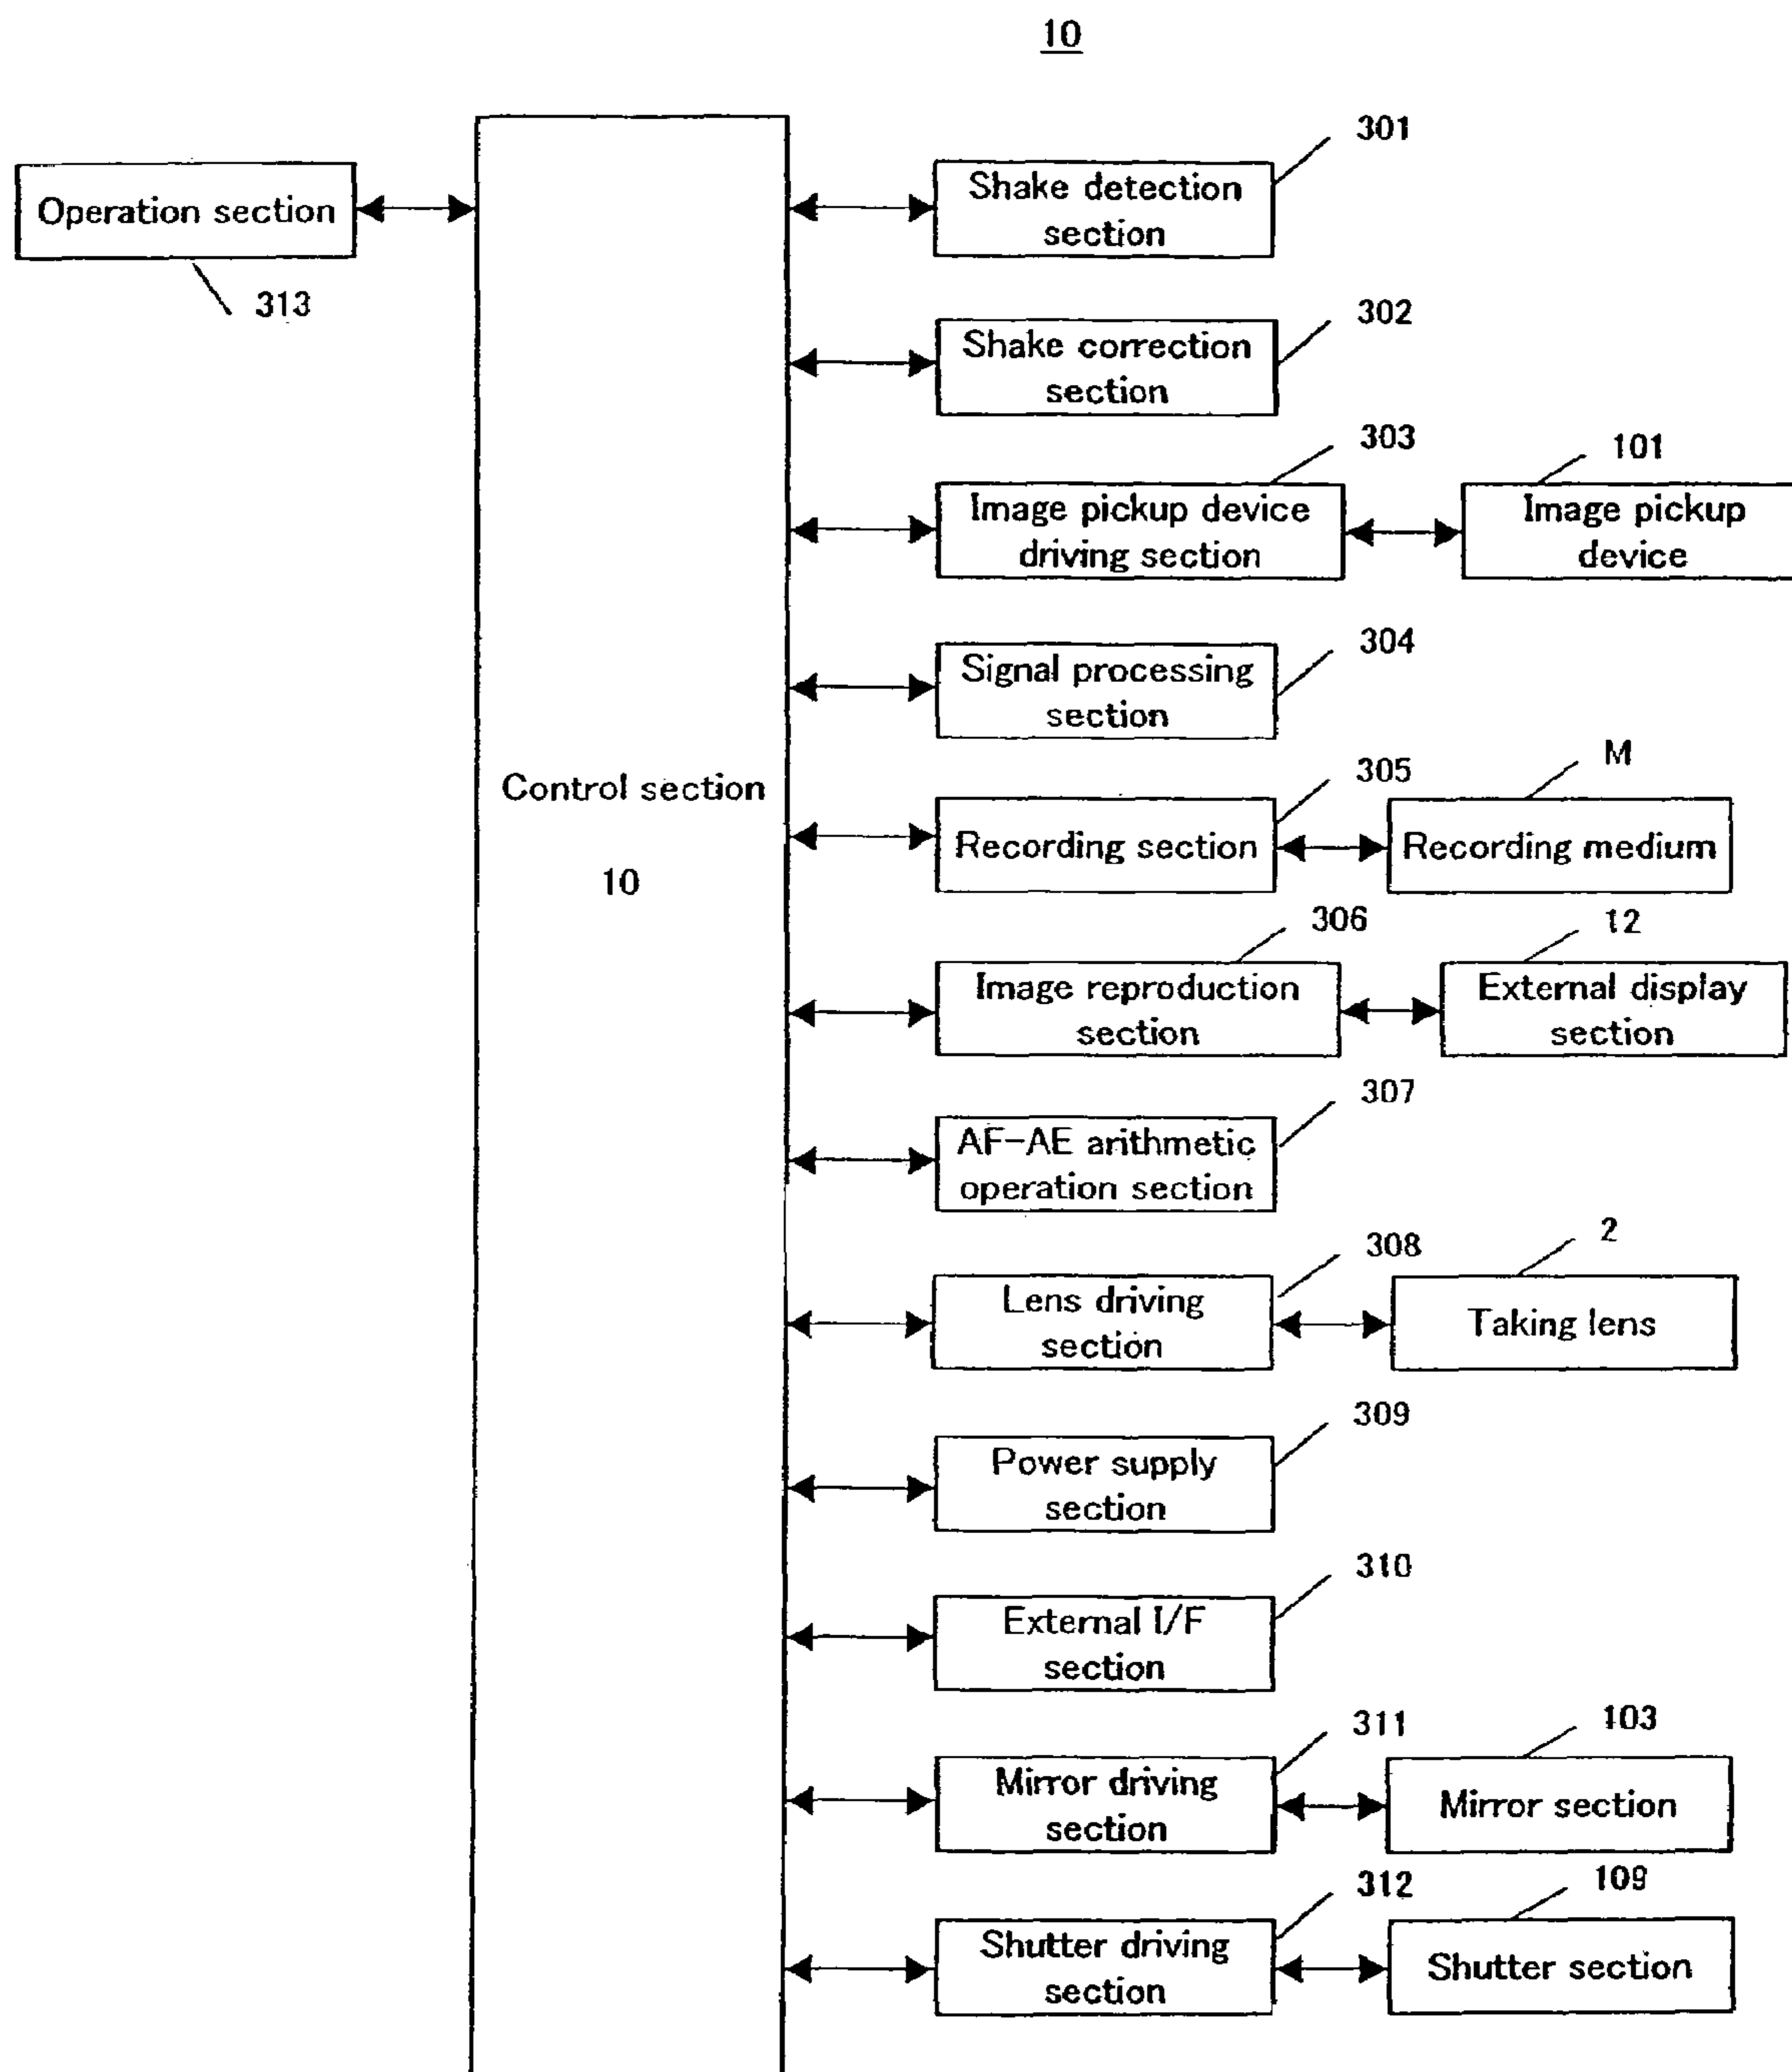 10
301
Operation section
Shake detection
section
313
302
Shake correction
section
303
101
Image pickup device
driving section
Image pickup
device
304
Signal processing
section
Control section
10
305
M
Recording section
Recording medium
306
12
Image reproduction
section
External display
section
307
AF-AE arithmetic
operation section
308
2
Lens driving
section
Taking lens
309
Power supply
section
310
External I/F
section
311
103
Mirror driving
section
Mirror section
312
109
Shutter driving
section
Shutter section